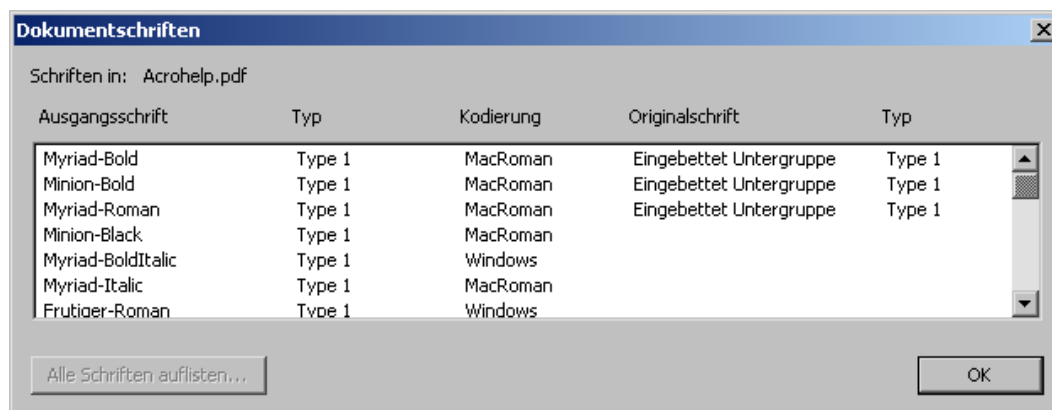 Dokumentschriften
Schriften in: Acrohelp.pdf
Ausgangsschrift Typ Kodierung Originalschrift Typ
Myriad-Bold Type 1 MacRoman Eingebettet Untergruppe Type 1
Minion-Bold Type 1 MacRoman Eingebettet Untergruppe Type 1
Myriad-Roman Type 1 MacRoman Eingebettet Untergruppe Type 1
Minion-Black Type 1 MacRoman
Myriad-BoldItalic Type 1 Windows
Myriad-Italic Type 1 MacRoman
Frutiger-Roman Type 1 Windows
Alle Schriften auflisten... OK